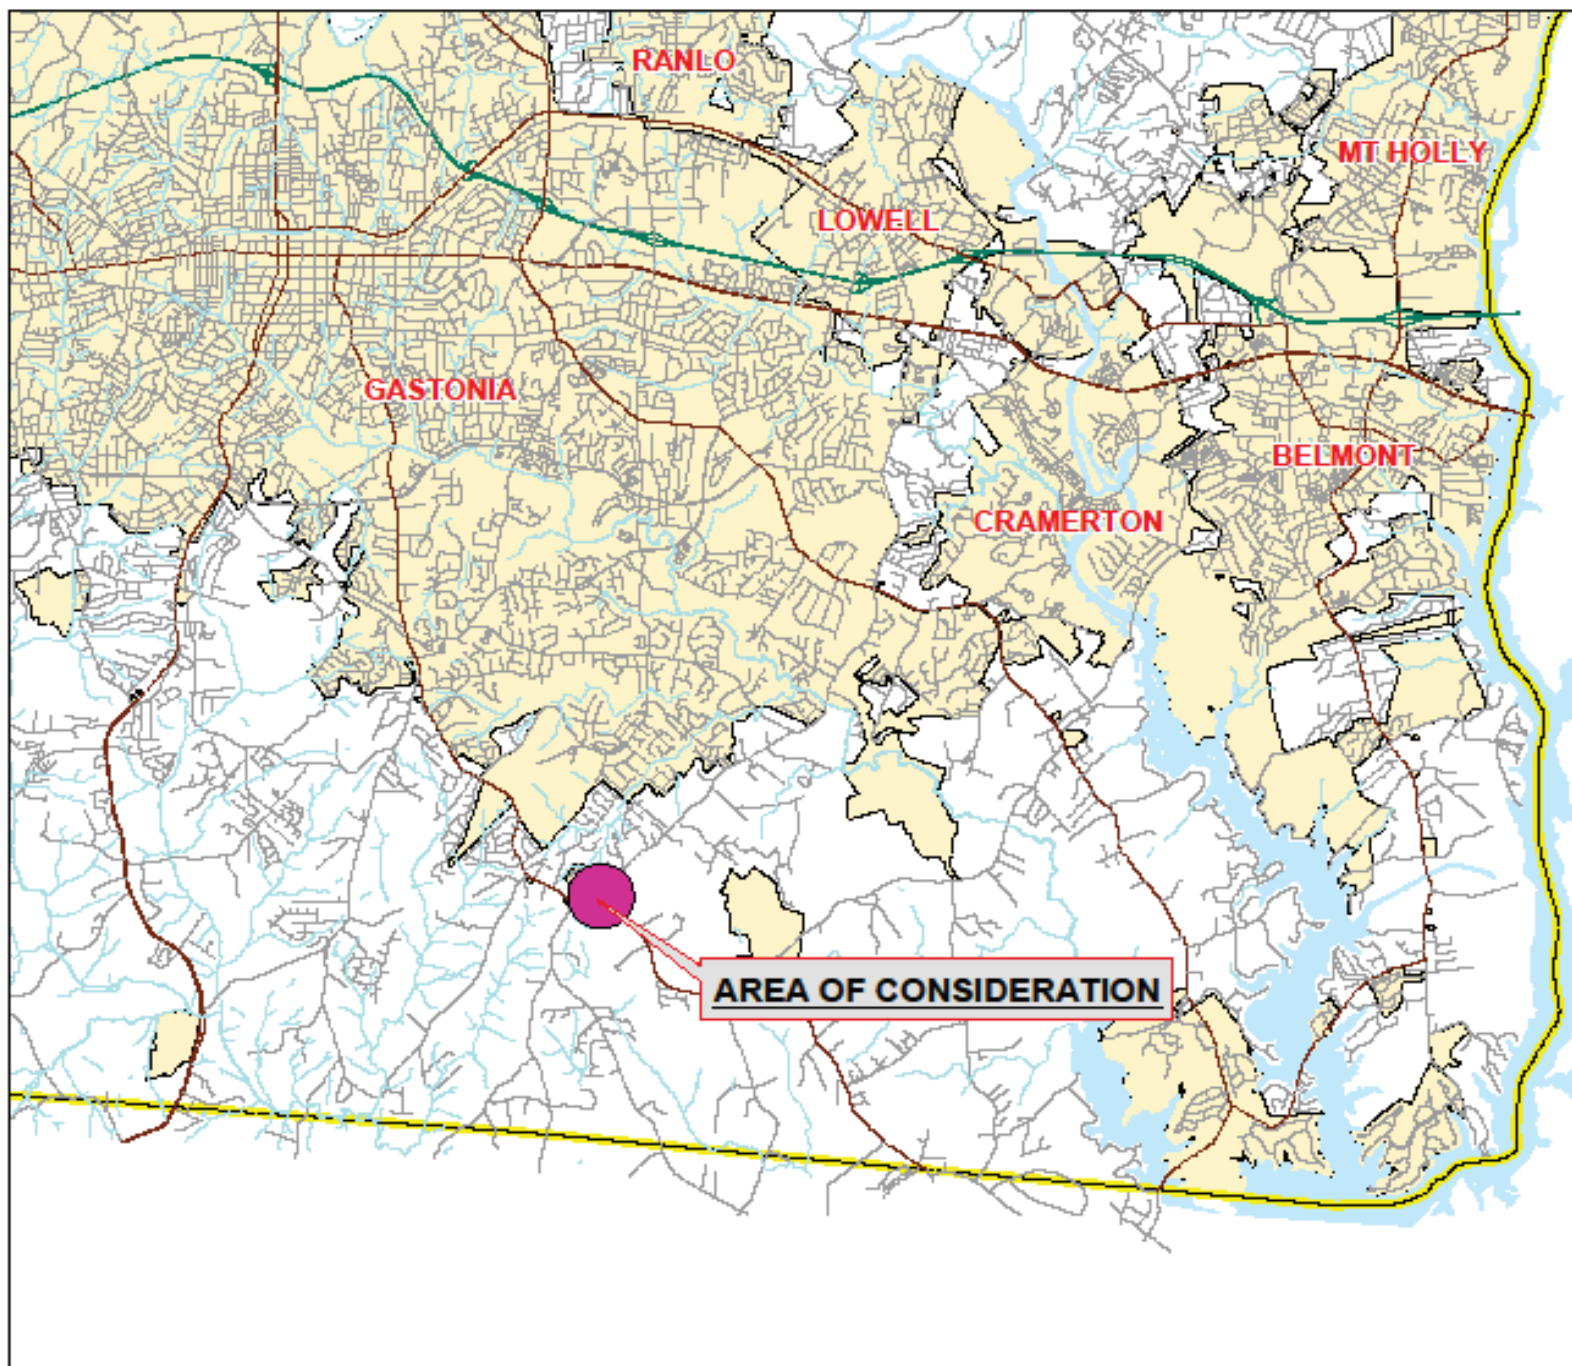 RANLO
MT HOLLY
LOWELL
GASTONIA
BELMONT
CRAMERTON
AREA OF CONSIDERATION